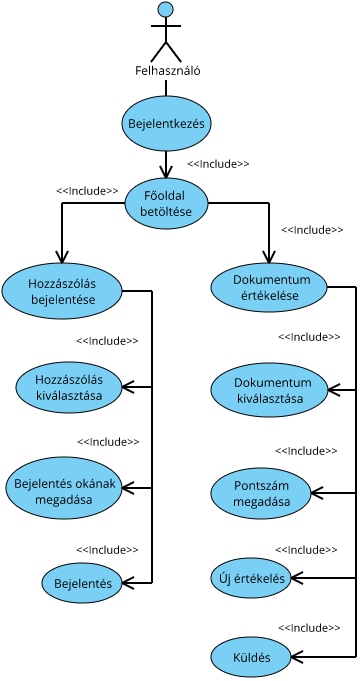 Felhasználó
Bejelentkezés
<<Include>>
Főoldal
betöltése
<<Include>>
<<Include>>
Hozzászólás
bejelentése
Dokumentum
értékelése
<<Include>>
<<Include>>
Hozzászólás
kiválasztása
Dokumentum
kiválasztása
<<Include>>
<<Include>>
Bejelentés okának
megadása
Pontszám
megadása
<<Include>>
<<Include>>
Bejelentés
Új értékelés
<<Include>>
Küldés